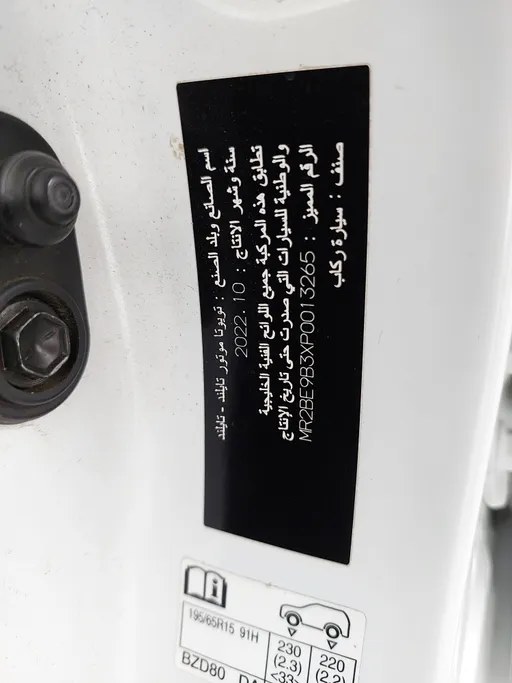 اسم الصانع وبلد الصنع : تويوتا موتور تايلند - تايلند
سنة وشهر الإنتاج : 2022.10
تطابق هذه المركبة جميع اللوائح الفنية الخليجية
والوطنية للسيارات التي صدرت حتى تاريخ الإنتاج
الرقم المميز : MR2BE9B3XP0013265
صنف : سيارة ركاب
195/65R15 91H
230 220
(2.3) (2.2)
<33>
BZD80